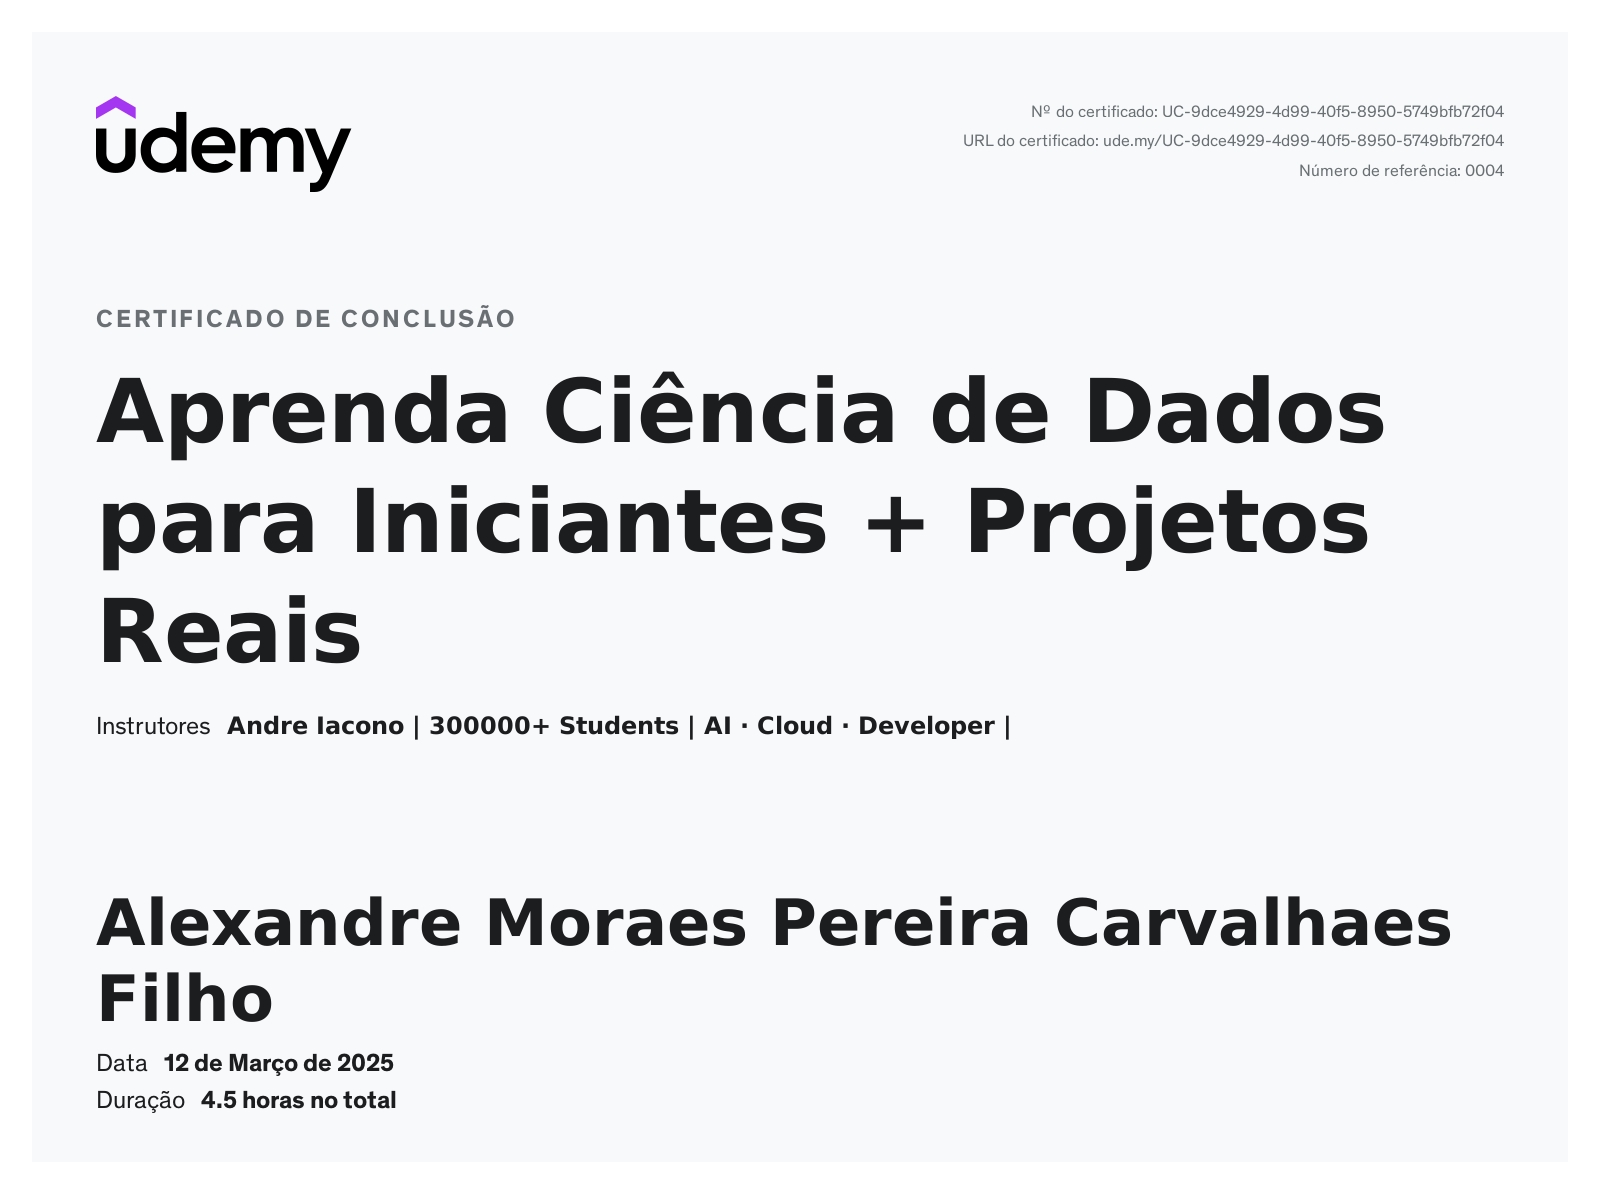 udemy
Nº do certificado: UC-9dce4929-4d99-40f5-8950-5749bfb72f04
URL do certificado: ude.my/UC-9dce4929-4d99-40f5-8950-5749bfb72f04
Número de referência: 0004
CERTIFICADO DE CONCLUSÃO
Aprenda Ciência de Dados
para Iniciantes + Projetos
Reais
Instrutores Andre Iacono | 300000+ Students | AI · Cloud · Developer |
Alexandre Moraes Pereira Carvalhaes
Filho
Data 12 de Março de 2025
Duração 4.5 horas no total